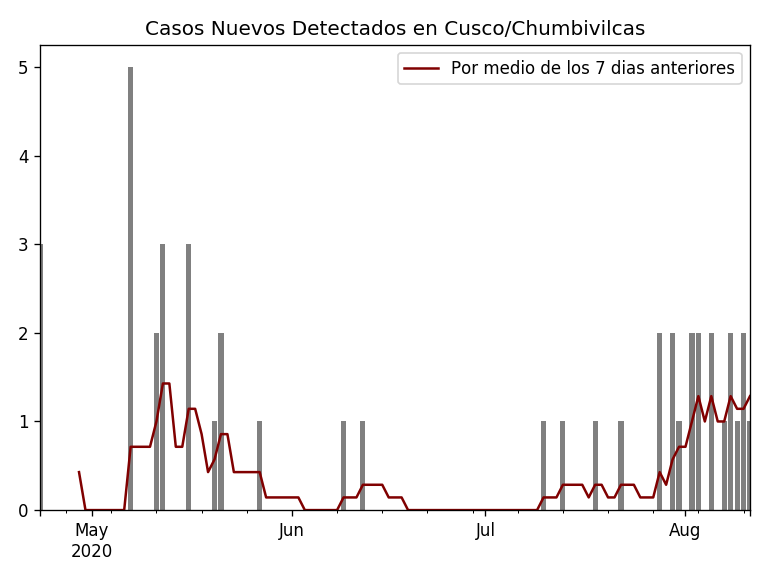 Casos Nuevos Detectados en Cusco/Chumbivilcas
Por medio de los 7 dias anteriores
5
4
3
2
1
0
May
2020
Jun
Jul
Aug